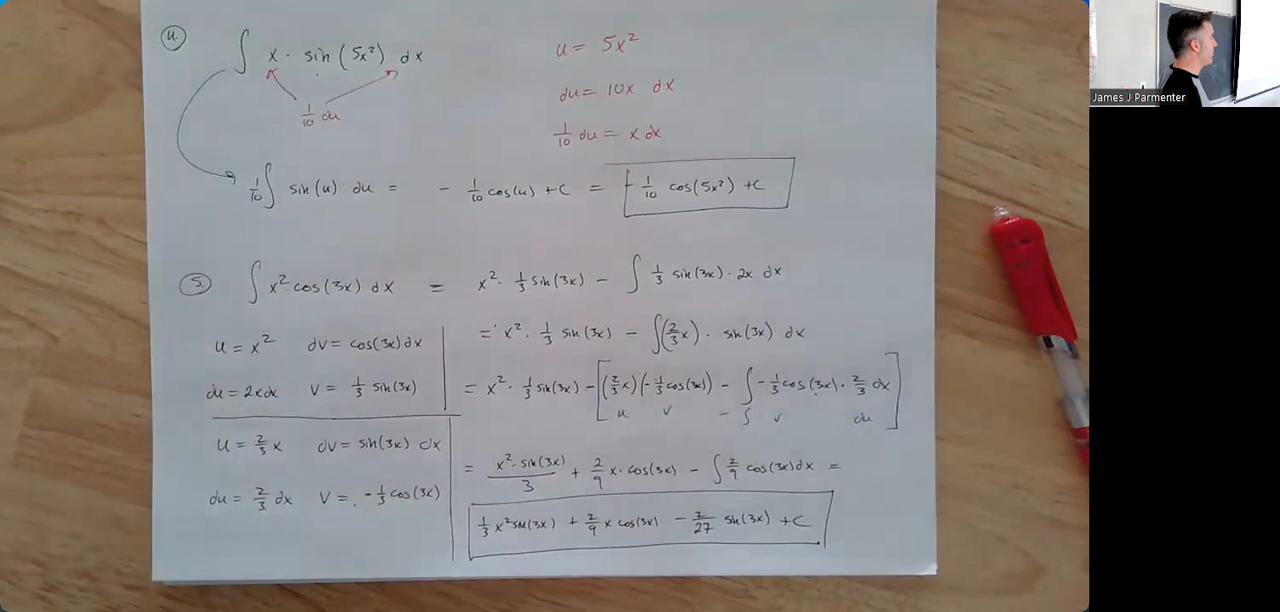 4.
∫ x · sin(5x²) dx
1/10 du
u = 5x²
du = 10x dx
1/10 du = x dx
1/10 ∫ sin(u) du = - 1/10 cos(u) + C = - 1/10 cos(5x²) + C
5.
∫ x² cos(3x) dx = x² · 1/3 sin(3x) - ∫ 1/3 sin(3x) · 2x dx
u = x² dv = cos(3x) dx
du = 2x dx v = 1/3 sin(3x)
= x² · 1/3 sin(3x) - ∫ (2/3 x) · sin(3x) dx
= x² · 1/3 sin(3x) - [(2/3 x)(-1/3 cos(3x)) - ∫ -1/3 cos(3x) · 2/3 dx]
u v - ∫ v du
u = 2/3 x dv = sin(3x) dx
du = 2/3 dx v = -1/3 cos(3x)
= x² · sin(3x)/3 + 2/9 x · cos(3x) - ∫ 2/9 cos(3x) dx =
1/3 x² sin(3x) + 2/9 x cos(3x) - 2/27 sin(3x) + C
James J Parmenter